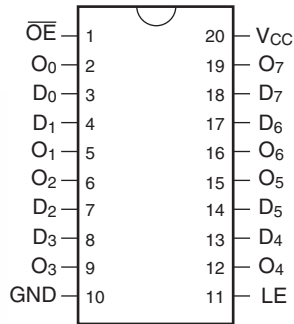 O̅E̅ 1 20 VCC
O0 2 19 O7
D0 3 18 D7
D1 4 17 D6
O1 5 16 O6
O2 6 15 O5
D2 7 14 D5
D3 8 13 D4
O3 9 12 O4
GND 10 11 LE